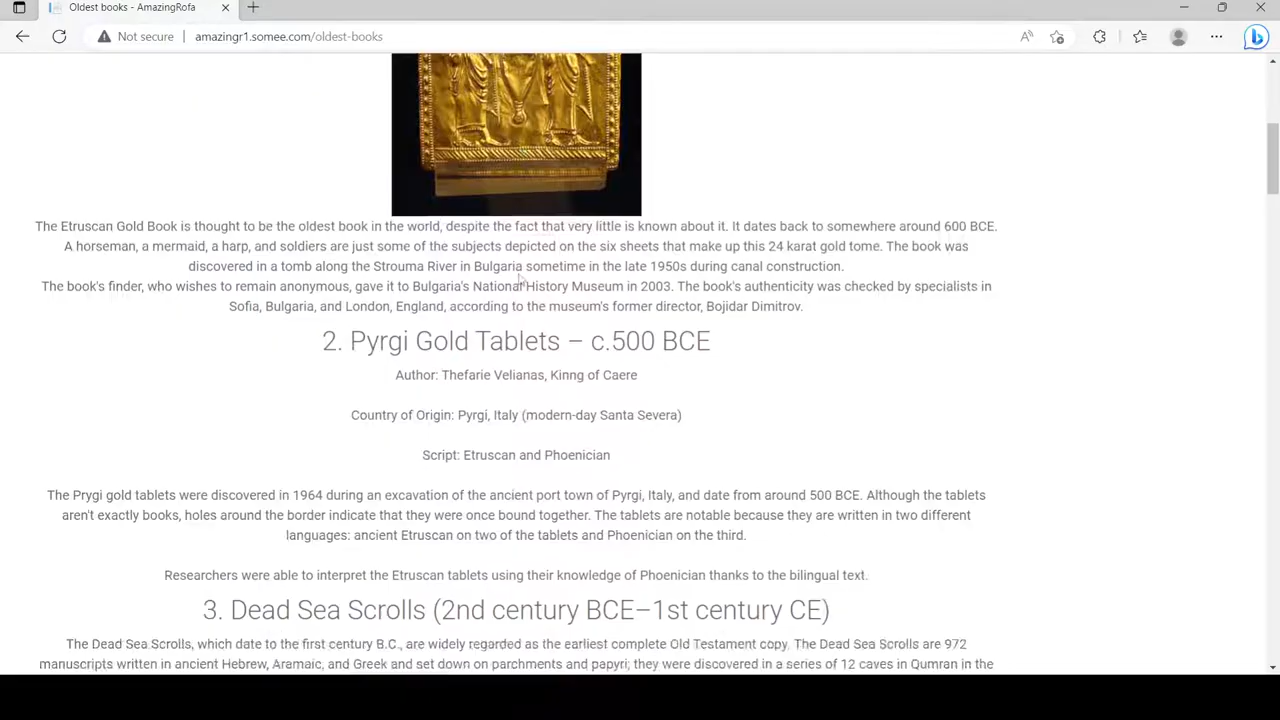 Oldest books - AmazingRofa
Not secure
amazingr1.somee.com/oldest-books
The Etruscan Gold Book is thought to be the oldest book in the world, despite the fact that very little is known about it. It dates back to somewhere around 600 BCE.
A horseman, a mermaid, a harp, and soldiers are just some of the subjects depicted on the six sheets that make up this 24 karat gold tome. The book was
discovered in a tomb along the Strouma River in Bulgaria sometime in the late 1950s during canal construction.
The book's finder, who wishes to remain anonymous, gave it to Bulgaria's National History Museum in 2003. The book's authenticity was checked by specialists in
Sofia, Bulgaria, and London, England, according to the museum's former director, Bojidar Dimitrov.
2. Pyrgi Gold Tablets – c.500 BCE
Author: Thefarie Velianas, Kinng of Caere
Country of Origin: Pyrgi, Italy (modern-day Santa Severa)
Script: Etruscan and Phoenician
The Prygi gold tablets were discovered in 1964 during an excavation of the ancient port town of Pyrgi, Italy, and date from around 500 BCE. Although the tablets
aren't exactly books, holes around the border indicate that they were once bound together. The tablets are notable because they are written in two different
languages: ancient Etruscan on two of the tablets and Phoenician on the third.
Researchers were able to interpret the Etruscan tablets using their knowledge of Phoenician thanks to the bilingual text.
3. Dead Sea Scrolls (2nd century BCE–1st century CE)
The Dead Sea Scrolls, which date to the first century B.C., are widely regarded as the earliest complete Old Testament copy. The Dead Sea Scrolls are 972
manuscripts written in ancient Hebrew, Aramaic, and Greek and set down on parchments and papyri; they were discovered in a series of 12 caves in Qumran in the